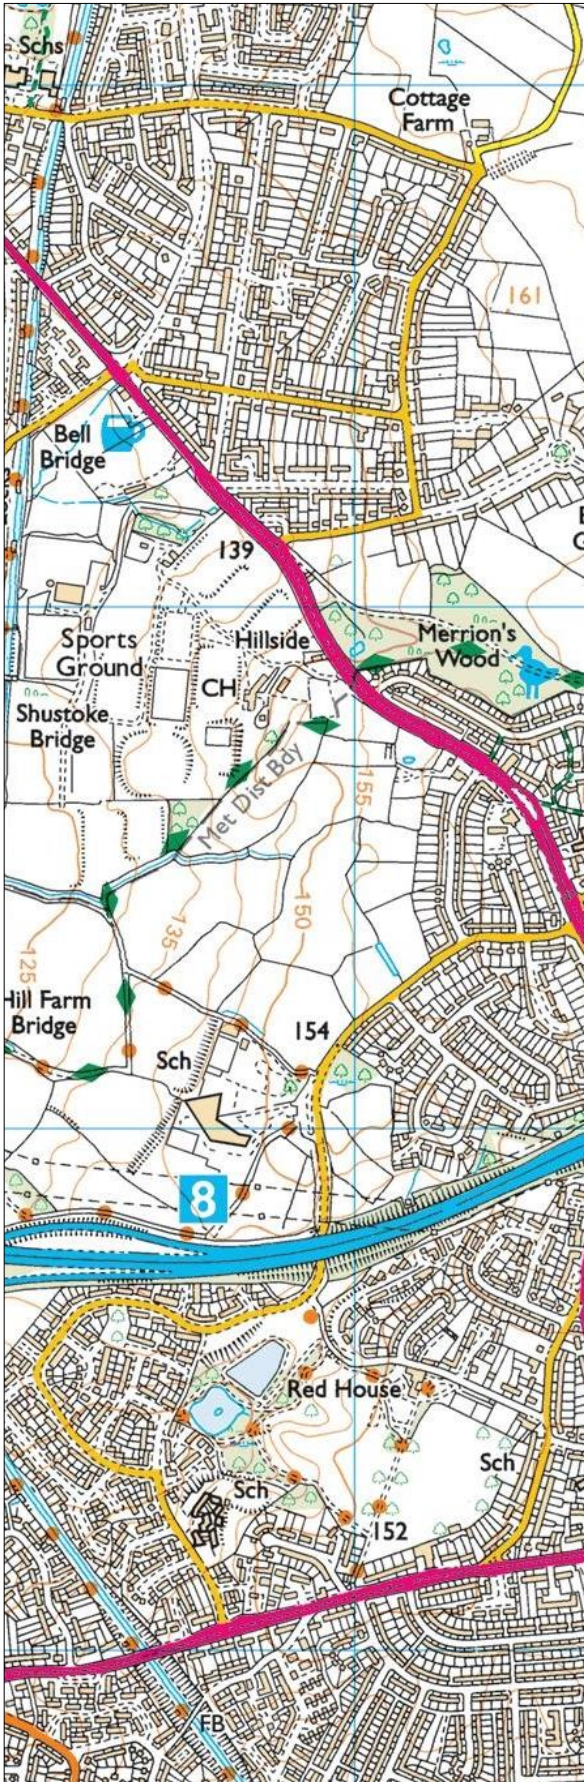 Schs
Cottage
Farm
161
Bell
Bridge
139
Sports
Ground
Hillside
Merrion's
Wood
CH
Shustoke
Bridge
Met Dist Bdy
155
150
135
125
Hill Farm
Bridge
154
Sch
8
Red House
Sch
Sch
152
FB